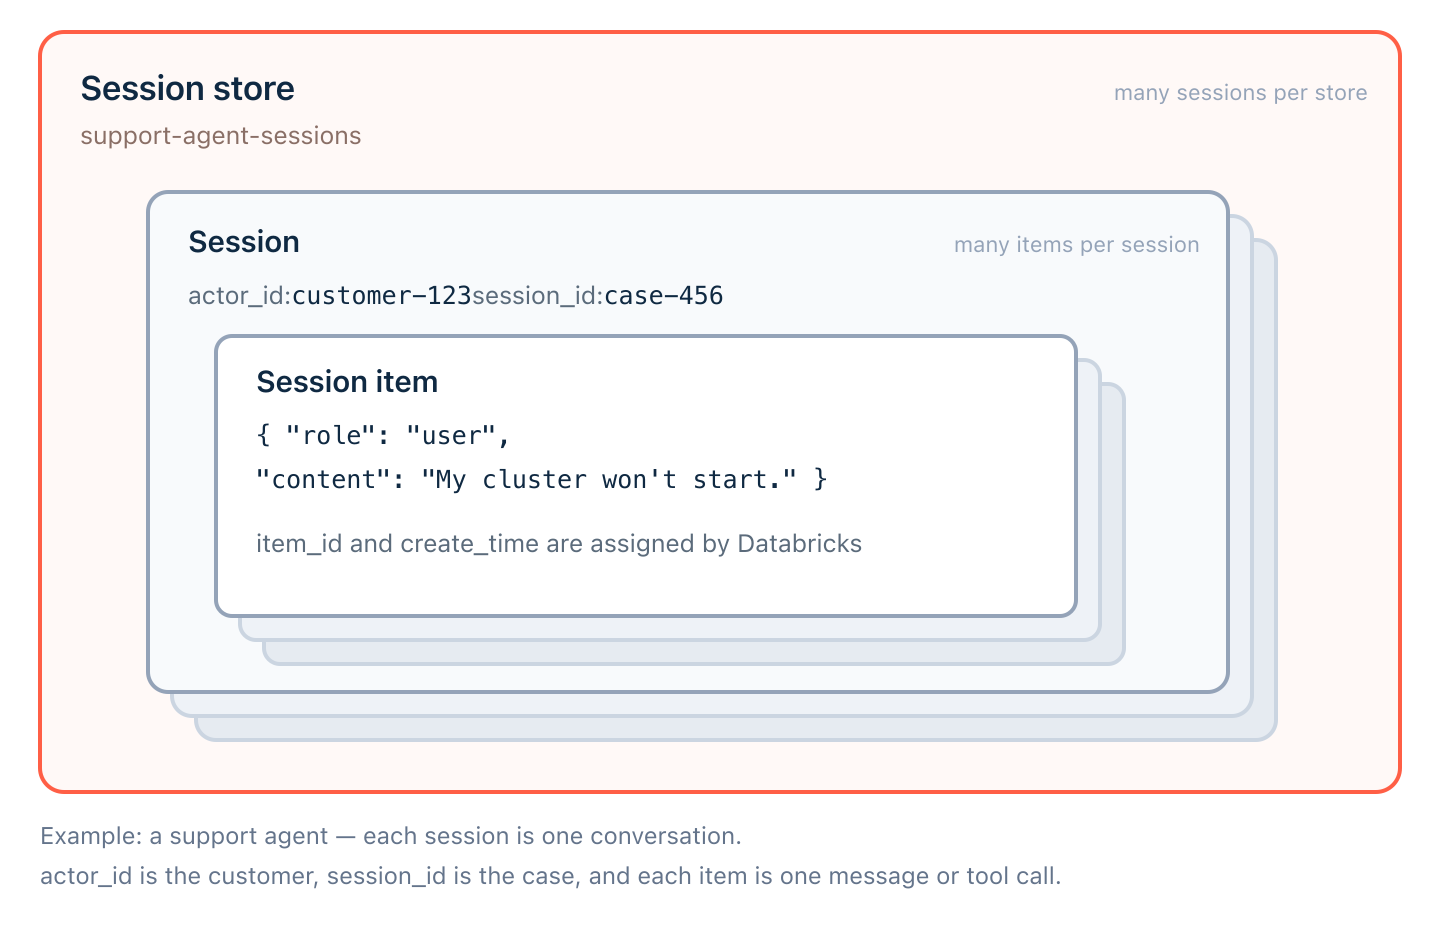 Session store
many sessions per store
support-agent-sessions
Session
many items per session
actor_id:customer-123session_id:case-456
Session item
{ "role": "user",
"content": "My cluster won't start." }
item_id and create_time are assigned by Databricks
Example: a support agent — each session is one conversation.
actor_id is the customer, session_id is the case, and each item is one message or tool call.